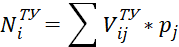 N_i^{ТУ} = ∑ V_{ij}^{ТУ} * p_j